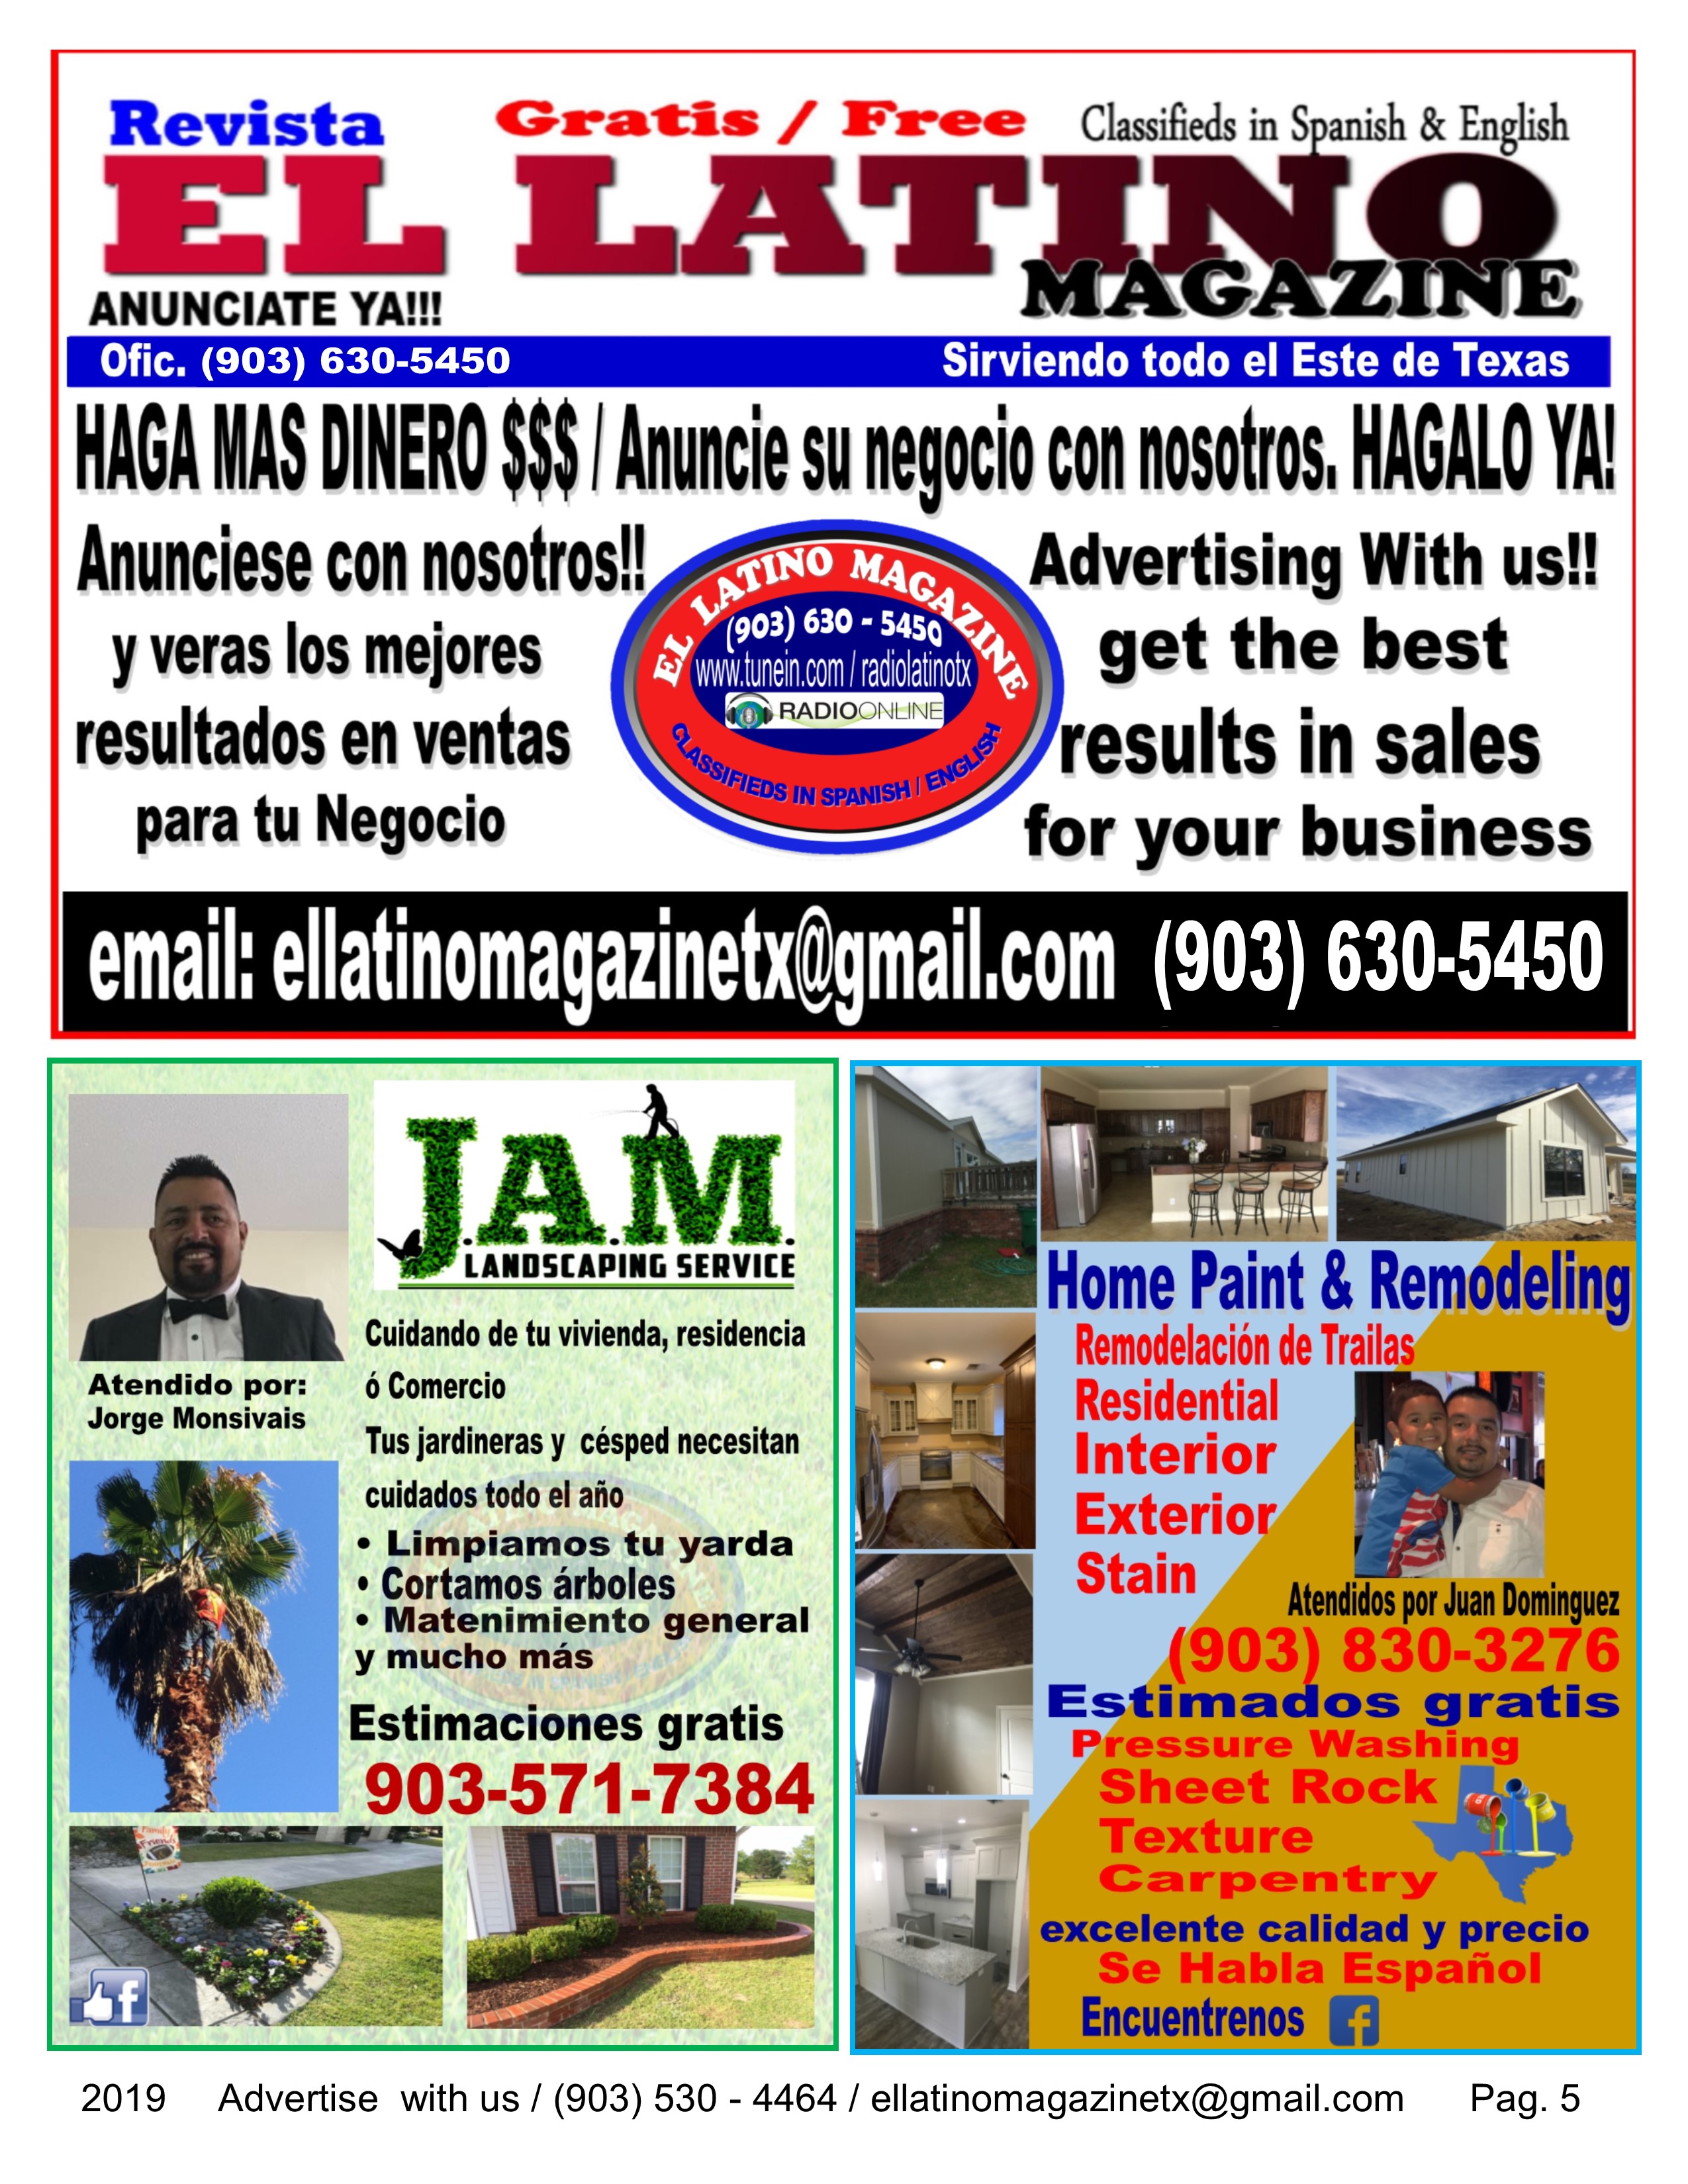 Revista
Gratis / Free
Classifieds in Spanish & English
EL LATINO
MAGAZINE
ANUNCIATE YA!!!
Ofic. (903) 630-5450
Sirviendo todo el Este de Texas
HAGA MAS DINERO $$$ / Anuncie su negocio con nosotros. HAGALO YA!
Anunciese con nosotros!!
y veras los mejores
resultados en ventas
para tu Negocio
EL LATINO MAGAZINE
(903) 630 - 5450
www.tunein.com / radiolatinotx
RADIOONLINE
CLASSIFIEDS IN SPANISH / ENGLISH
Advertising With us!!
get the best
results in sales
for your business
email: ellatinomagazinetx@gmail.com (903) 630-5450
J.A.M.
LANDSCAPING SERVICE
Atendido por:
Jorge Monsivais
Cuidando de tu vivienda, residencia
ó Comercio
Tus jardineras y césped necesitan
cuidados todo el año
• Limpiamos tu yarda
• Cortamos árboles
• Matenimiento general
y mucho más
Estimaciones gratis
903-571-7384
Family
Friends
f
Home Paint & Remodeling
Remodelación de Trailas
Residential
Interior
Exterior
Stain
Atendidos por Juan Dominguez
(903) 830-3276
Estimados gratis
Pressure Washing
Sheet Rock
Texture
Carpentry
excelente calidad y precio
Se Habla Español
Encuentrenos f
2019 Advertise with us / (903) 530 - 4464 / ellatinomagazinetx@gmail.com Pag. 5